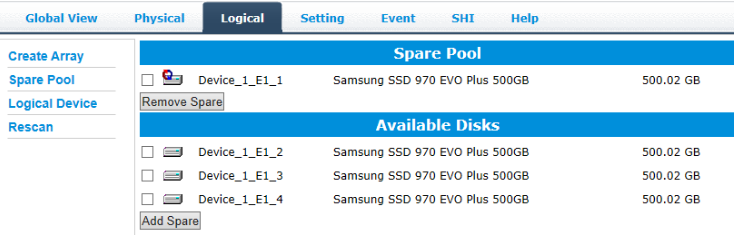 Global View Physical Logical Setting Event SHI Help
Create Array
Spare Pool
Logical Device
Rescan
Spare Pool
Device_1_E1_1 Samsung SSD 970 EVO Plus 500GB 500.02 GB
Remove Spare
Available Disks
Device_1_E1_2 Samsung SSD 970 EVO Plus 500GB 500.02 GB
Device_1_E1_3 Samsung SSD 970 EVO Plus 500GB 500.02 GB
Device_1_E1_4 Samsung SSD 970 EVO Plus 500GB 500.02 GB
Add Spare